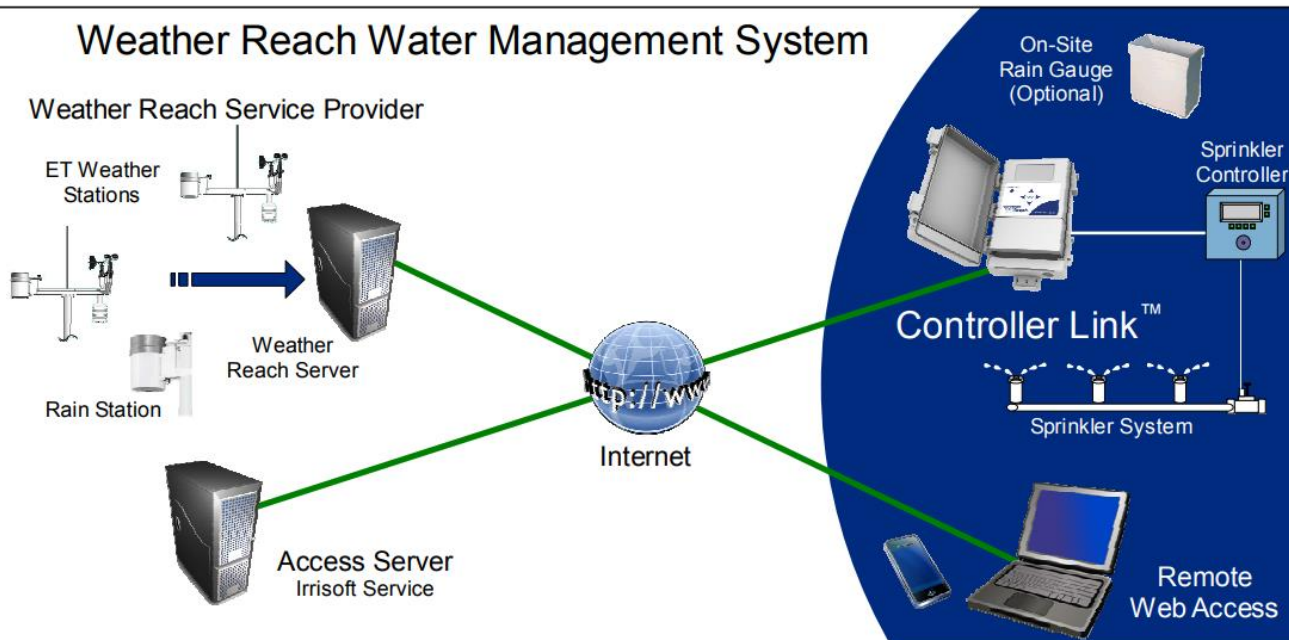 Weather Reach Water Management System
Weather Reach Service Provider
ET Weather
Stations
Weather
Reach Server
Rain Station
Access Server
Irrisoft Service
http://www
Internet
On-Site
Rain Gauge
(Optional)
Sprinkler
Controller
Controller Link™
Sprinkler System
Remote
Web Access